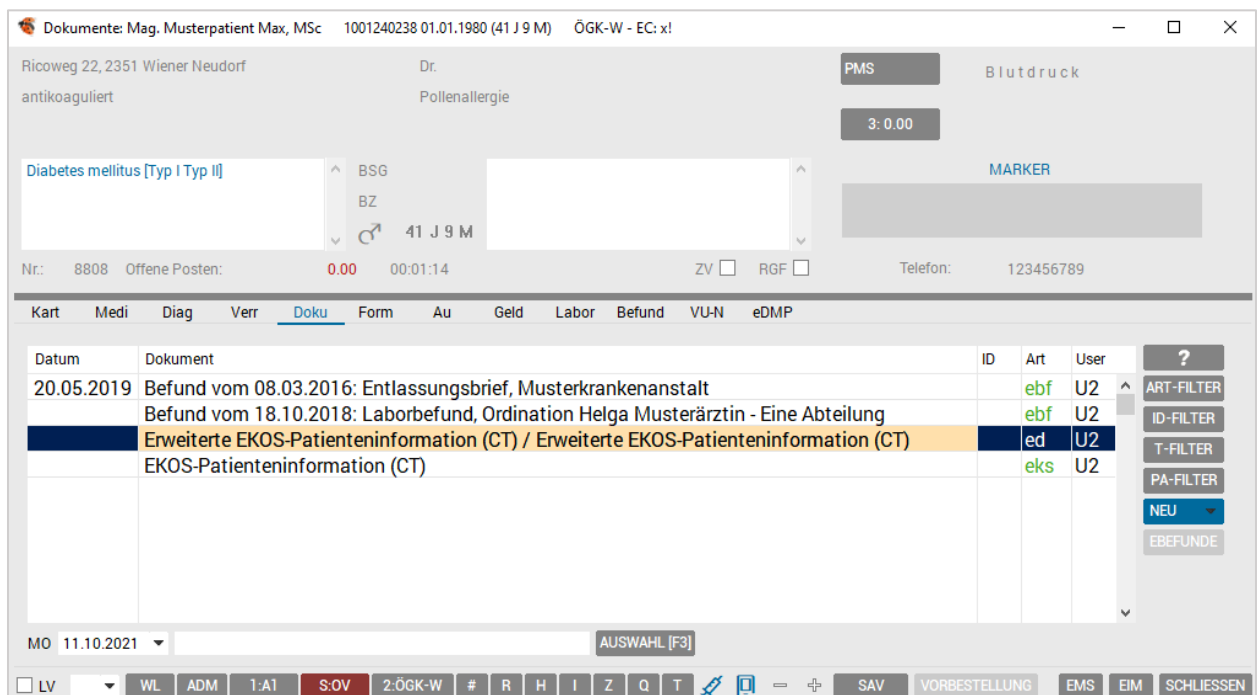 Dokumente: Mag. Musterpatient Max, MSc 1001240238 01.01.1980 (41 J 9 M) ÖGK-W - EC: x!
Ricoweg 22, 2351 Wiener Neudorf Dr. PMS Blutdruck
antikoaguliert Pollenallergie
3: 0.00
Diabetes mellitus [Typ I Typ II] BSG MARKER
BZ
♂ 41 J 9 M
Nr.: 8808 Offene Posten: 0.00 00:01:14 ZV RGF Telefon: 123456789
Kart Medi Diag Verr Doku Form Au Geld Labor Befund VU-N eDMP
Datum Dokument ID Art User ?
20.05.2019 Befund vom 08.03.2016: Entlassungsbrief, Musterkrankenanstalt ebf U2 ART-FILTER
Befund vom 18.10.2018: Laborbefund, Ordination Helga Musterärztin - Eine Abteilung ebf U2 ID-FILTER
Erweiterte EKOS-Patienteninformation (CT) / Erweiterte EKOS-Patienteninformation (CT) ed U2 T-FILTER
EKOS-Patienteninformation (CT) eks U2 PA-FILTER
NEU
EBEFUNDE
MO 11.10.2021 AUSWAHL [F3]
LV WL ADM 1:A1 S:OV 2:ÖGK-W # R H I Z Q T SAV VORBESTELLUNG EMS EIM SCHLIESSEN